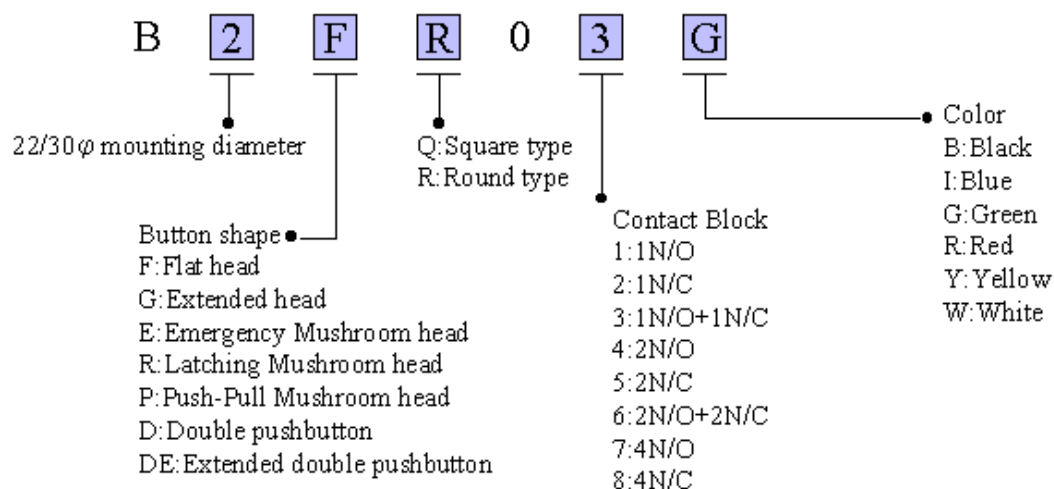 B 2 F R 0 3 G
22/30φ mounting diameter
Button shape
F:Flat head
G:Extended head
E:Emergency Mushroom head
R:Latching Mushroom head
P:Push-Pull Mushroom head
D:Double pushbutton
DE:Extended double pushbutton
Q:Square type
R:Round type
Contact Block
1:1N/O
2:1N/C
3:1N/O+1N/C
4:2N/O
5:2N/C
6:2N/O+2N/C
7:4N/O
8:4N/C
Color
B:Black
I:Blue
G:Green
R:Red
Y:Yellow
W:White